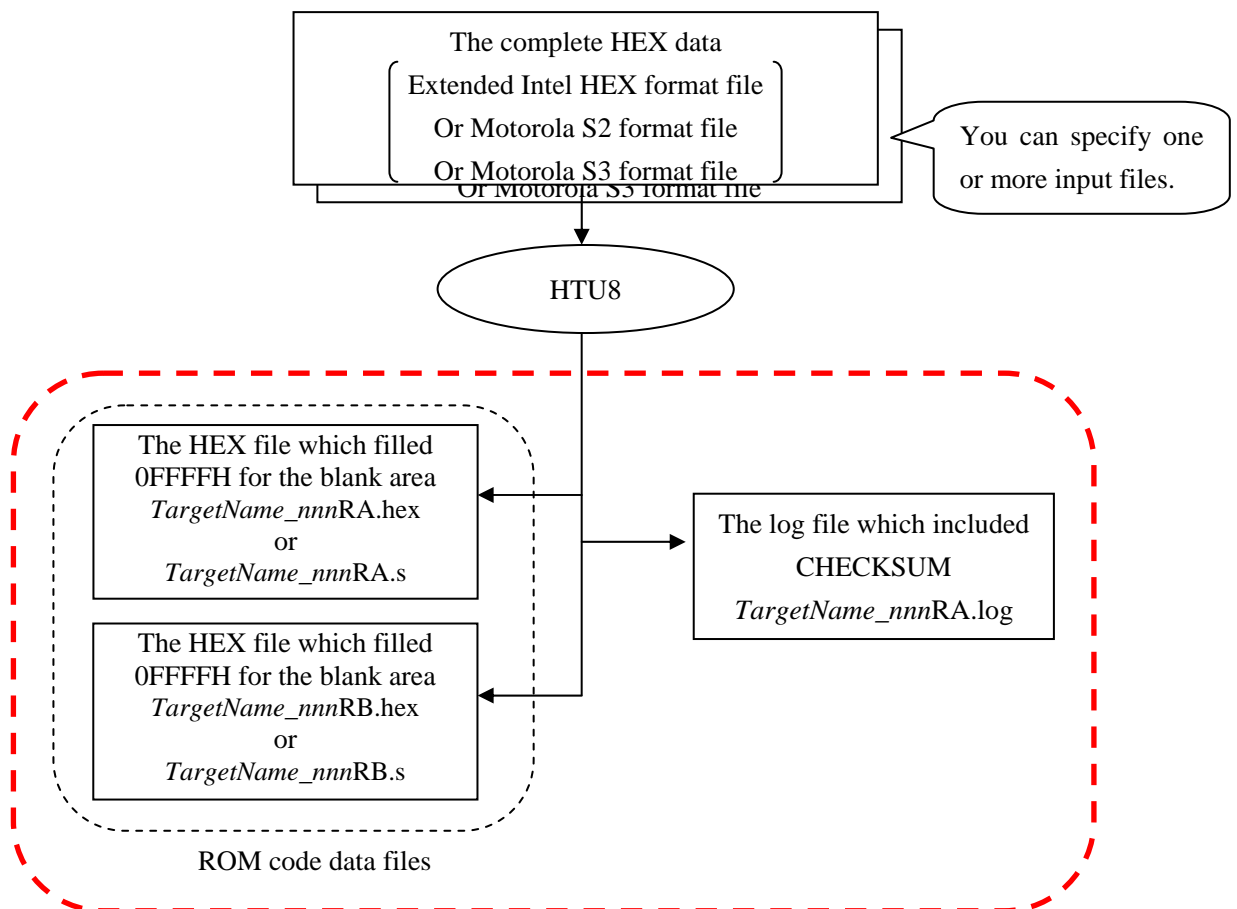 The complete HEX data
Extended Intel HEX format file
Or Motorola S2 format file
Or Motorola S3 format file
Or Motorola S3 format file
You can specify one
or more input files.
HTU8
The HEX file which filled
0FFFFH for the blank area
TargetName_nnnRA.hex
or
TargetName_nnnRA.s
The log file which included
CHECKSUM
TargetName_nnnRA.log
The HEX file which filled
0FFFFH for the blank area
TargetName_nnnRB.hex
or
TargetName_nnnRB.s
ROM code data files